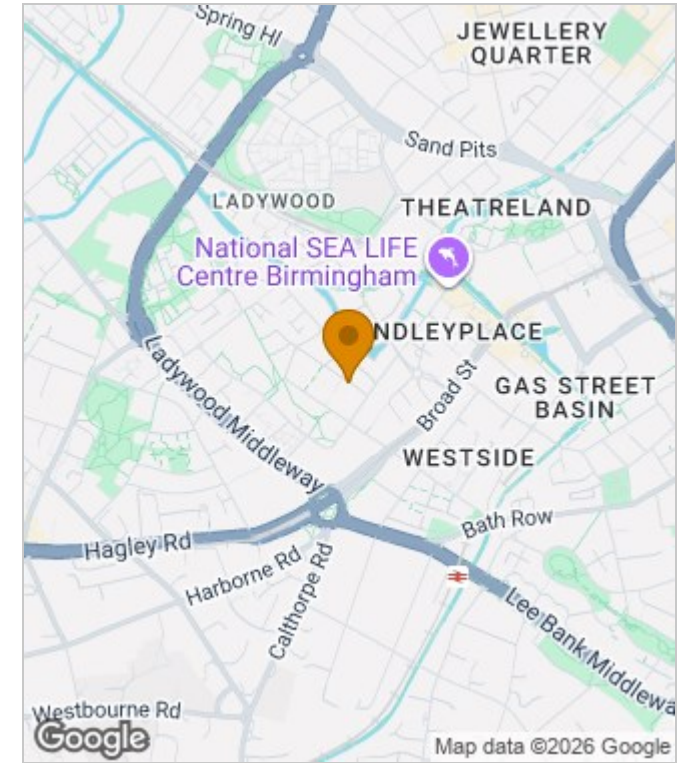 Spring Hl
JEWELLERY
QUARTER
Sand Pits
LADYWOOD
THEATRELAND
National SEA LIFE
Centre Birmingham
NDLEYPLACE
Ladywood Middleway
Broad St
GAS STREET
BASIN
WESTSIDE
Bath Row
Hagley Rd
Harborne Rd
Calthorpe Rd
Lee Bank Middlewa
Westbourne Rd
Google
Map data ©2026 Google